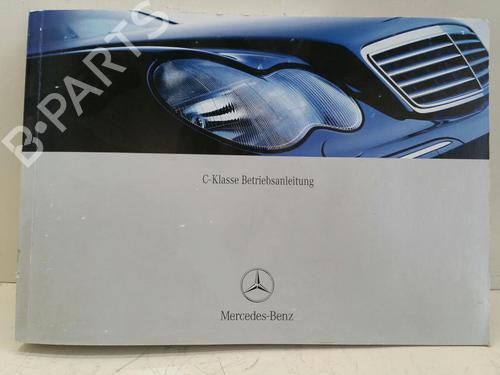 B-PARTS
C-Klasse Betriebsanleitung
Mercedes-Benz